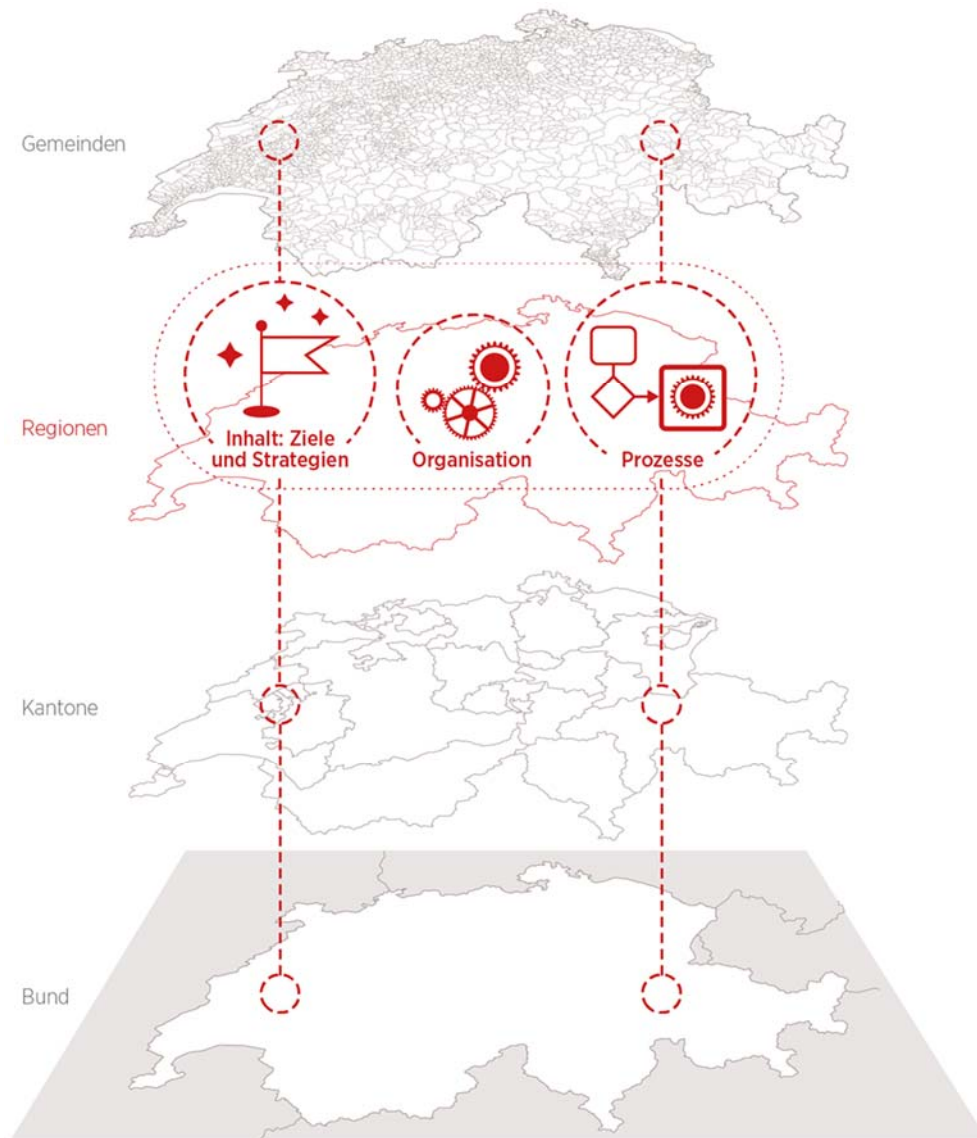 Gemeinden
Regionen
Inhalt: Ziele
und Strategien
Organisation
Prozesse
Kantone
Bund